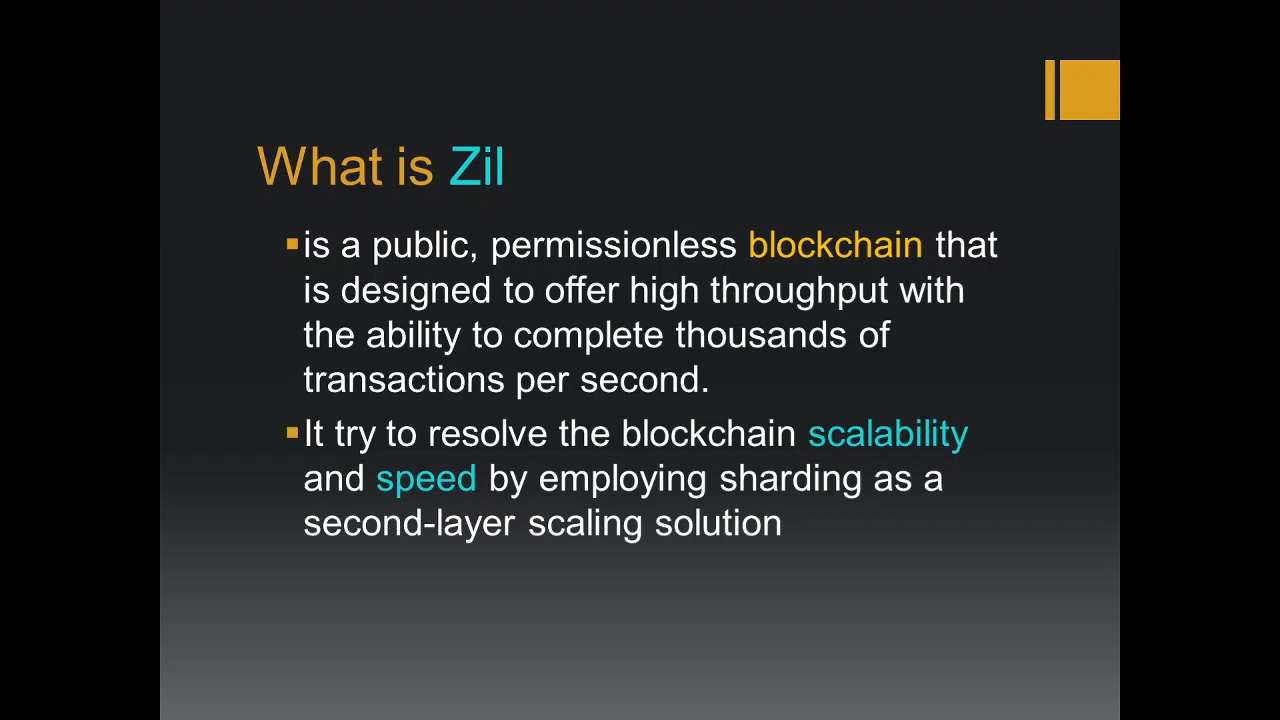 What is Zil
▪is a public, permissionless blockchain that
is designed to offer high throughput with
the ability to complete thousands of
transactions per second.
▪It try to resolve the blockchain scalability
and speed by employing sharding as a
second-layer scaling solution